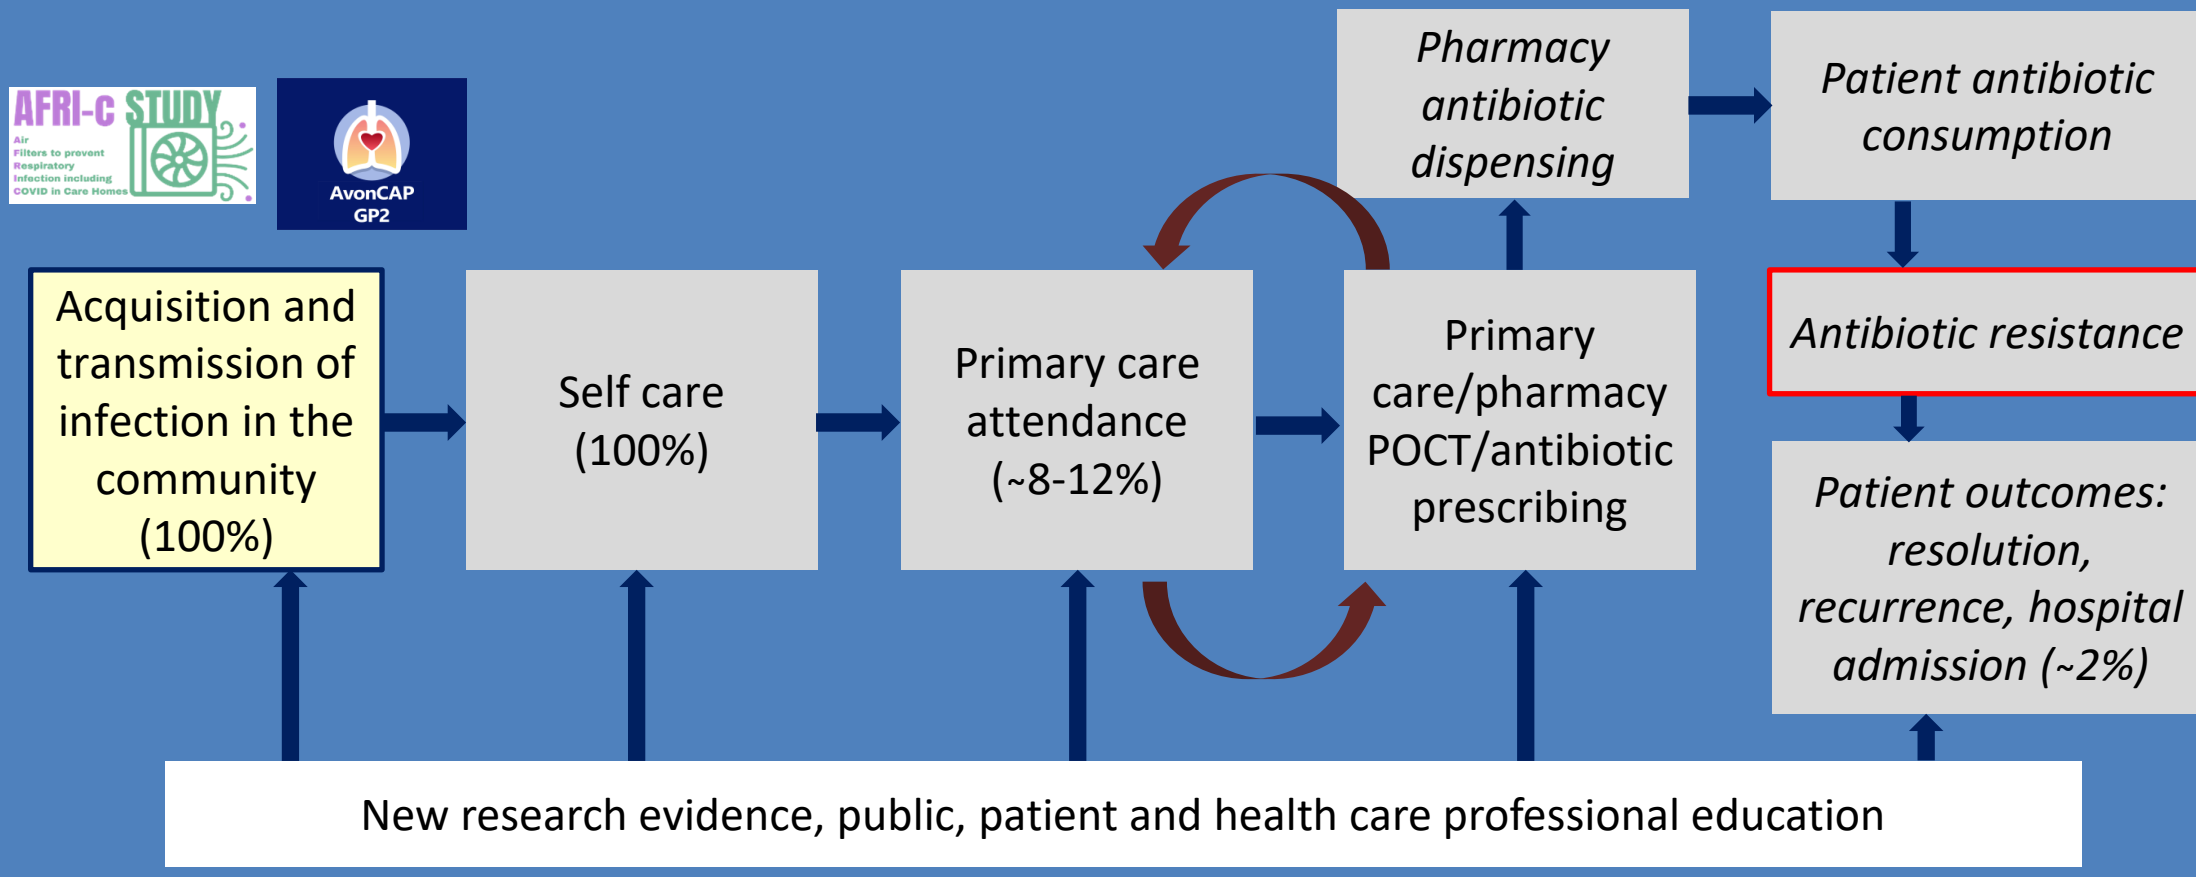 AFRI-C STUDY
Air
Filters to prevent
Respiratory
Infection including
COVID in Care Homes
AvonCAP
GP2
Acquisition and
transmission of
infection in the
community
(100%)
Self care
(100%)
Primary care
attendance
(~8-12%)
Primary
care/pharmacy
POCT/antibiotic
prescribing
Pharmacy
antibiotic
dispensing
Patient antibiotic
consumption
Antibiotic resistance
Patient outcomes:
resolution,
recurrence, hospital
admission (~2%)
New research evidence, public, patient and health care professional education